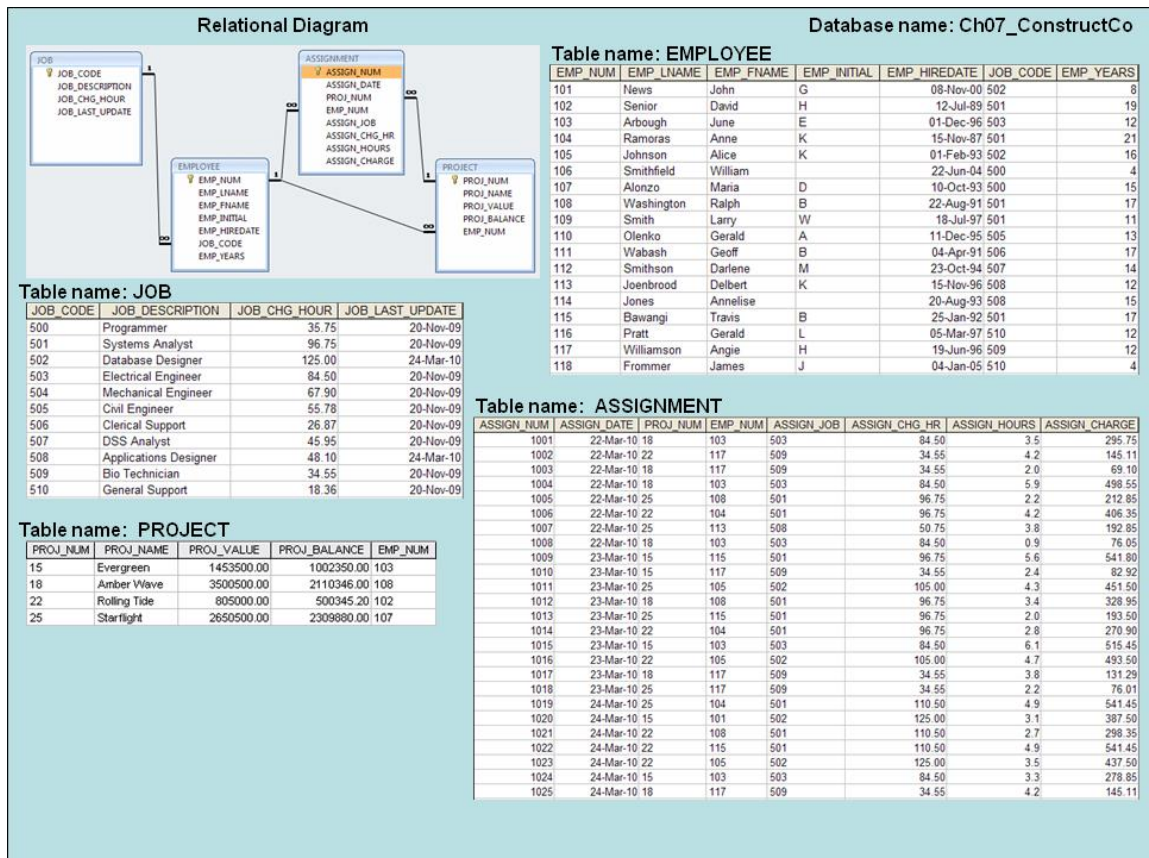 Relational Diagram
Database name: Ch07_ConstructCo
JOB
JOB_CODE
JOB_DESCRIPTION
JOB_CHG_HOUR
JOB_LAST_UPDATE
1
∞
EMPLOYEE
EMP_NUM
EMP_LNAME
EMP_FNAME
EMP_INITIAL
EMP_HIREDATE
JOB_CODE
EMP_YEARS
1
∞
ASSIGNMENT
ASSIGN_NUM
ASSIGN_DATE
PROJ_NUM
EMP_NUM
ASSIGN_JOB
ASSIGN_CHG_HR
ASSIGN_HOURS
ASSIGN_CHARGE
∞
1
∞
PROJECT
PROJ_NUM
PROJ_NAME
PROJ_VALUE
PROJ_BALANCE
EMP_NUM
Table name: EMPLOYEE
EMP_NUM EMP_LNAME EMP_FNAME EMP_INITIAL EMP_HIREDATE JOB_CODE EMP_YEARS
101 News John G 08-Nov-00 502 8
102 Senior David H 12-Jul-89 501 19
103 Arbough June E 01-Dec-96 503 12
104 Ramoras Anne K 15-Nov-87 501 21
105 Johnson Alice K 01-Feb-93 502 16
106 Smithfield William 22-Jun-04 500 4
107 Alonzo Maria D 10-Oct-93 500 15
108 Washington Ralph B 22-Aug-91 501 17
109 Smith Larry W 18-Jul-97 501 11
110 Olenko Gerald A 11-Dec-95 505 13
111 Wabash Geoff B 04-Apr-91 506 17
112 Smithson Darlene M 23-Oct-94 507 14
113 Joenbrood Delbert K 15-Nov-96 508 12
114 Jones Annelise 20-Aug-93 508 15
115 Bawangi Travis B 25-Jan-92 501 17
116 Pratt Gerald L 05-Mar-97 510 12
117 Williamson Angie H 19-Jun-96 509 12
118 Frommer James J 04-Jan-05 510 4
Table name: JOB
JOB_CODE JOB_DESCRIPTION JOB_CHG_HOUR JOB_LAST_UPDATE
500 Programmer 35.75 20-Nov-09
501 Systems Analyst 96.75 20-Nov-09
502 Database Designer 125.00 24-Mar-10
503 Electrical Engineer 84.50 20-Nov-09
504 Mechanical Engineer 67.90 20-Nov-09
505 Civil Engineer 55.78 20-Nov-09
506 Clerical Support 26.87 20-Nov-09
507 DSS Analyst 45.95 20-Nov-09
508 Applications Designer 48.10 24-Mar-10
509 Bio Technician 34.55 20-Nov-09
510 General Support 18.36 20-Nov-09
Table name: PROJECT
PROJ_NUM PROJ_NAME PROJ_VALUE PROJ_BALANCE EMP_NUM
15 Evergreen 1453500.00 1002350.00 103
18 Amber Wave 3500500.00 2110346.00 108
22 Rolling Tide 805000.00 500345.20 102
25 Starflight 2650500.00 2309880.00 107
Table name: ASSIGNMENT
ASSIGN_NUM ASSIGN_DATE PROJ_NUM EMP_NUM ASSIGN_JOB ASSIGN_CHG_HR ASSIGN_HOURS ASSIGN_CHARGE
1001 22-Mar-10 18 103 503 84.50 3.5 295.75
1002 22-Mar-10 22 117 509 34.55 4.2 145.11
1003 22-Mar-10 18 117 509 34.55 2.0 69.10
1004 22-Mar-10 18 103 503 84.50 5.9 498.55
1005 22-Mar-10 25 108 501 96.75 2.2 212.85
1006 22-Mar-10 22 104 501 96.75 4.2 406.35
1007 22-Mar-10 25 113 508 50.75 3.8 192.85
1008 22-Mar-10 18 103 503 84.50 0.9 76.05
1009 23-Mar-10 15 115 501 96.75 5.6 541.80
1010 23-Mar-10 15 117 509 34.55 2.4 82.92
1011 23-Mar-10 25 105 502 105.00 4.3 451.50
1012 23-Mar-10 18 108 501 96.75 3.4 328.95
1013 23-Mar-10 25 115 501 96.75 2.0 193.50
1014 23-Mar-10 22 104 501 96.75 2.8 270.90
1015 23-Mar-10 15 103 503 84.50 6.1 515.45
1016 23-Mar-10 22 105 502 105.00 4.7 493.50
1017 23-Mar-10 18 117 509 34.55 3.8 131.29
1018 23-Mar-10 25 117 509 34.55 2.2 76.01
1019 24-Mar-10 25 104 501 110.50 4.9 541.45
1020 24-Mar-10 15 101 502 125.00 3.1 387.50
1021 24-Mar-10 22 108 501 110.50 2.7 298.35
1022 24-Mar-10 22 115 501 110.50 4.9 541.45
1023 24-Mar-10 22 105 502 125.00 3.5 437.50
1024 24-Mar-10 15 103 503 84.50 3.3 278.85
1025 24-Mar-10 18 117 509 34.55 4.2 145.11